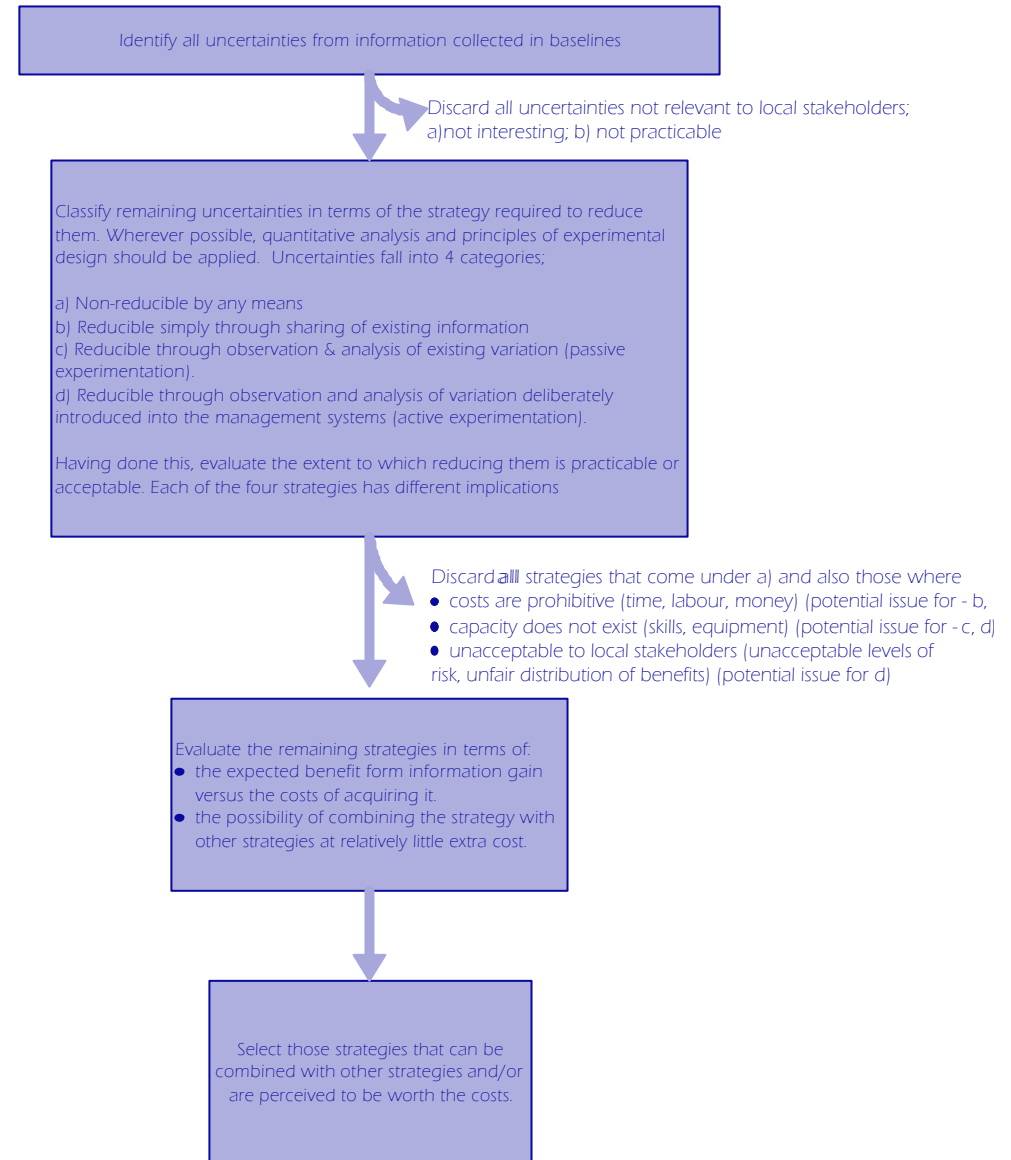 Identify all uncertainties from information collected in baselines
Discard all uncertainties not relevant to local stakeholders;
a)not interesting; b) not practicable
Classify remaining uncertainties in terms of the strategy required to reduce
them. Wherever possible, quantitative analysis and principles of experimental
design should be applied.  Uncertainties fall into 4 categories;
a) Non-reducible by any means
b) Reducible simply through sharing of existing information
c) Reducible through observation & analysis of existing variation (passive
experimentation).
d) Reducible through observation and analysis of variation deliberately
introduced into the management systems (active experimentation).
Having done this, evaluate the extent to which reducing them is practicable or
acceptable. Each of the four strategies has different implications
Discard all strategies that come under a) and also those where
• costs are prohibitive (time, labour, money) (potential issue for - b,
• capacity does not exist (skills, equipment) (potential issue for - c, d)
• unacceptable to local stakeholders (unacceptable levels of
risk, unfair distribution of benefits) (potential issue for d)
Evaluate the remaining strategies in terms of:
• the expected benefit form information gain
versus the costs of acquiring it.
• the possibility of combining the strategy with
other strategies at relatively little extra cost.
Select those strategies that can be
combined with other strategies and/or
are perceived to be worth the costs.